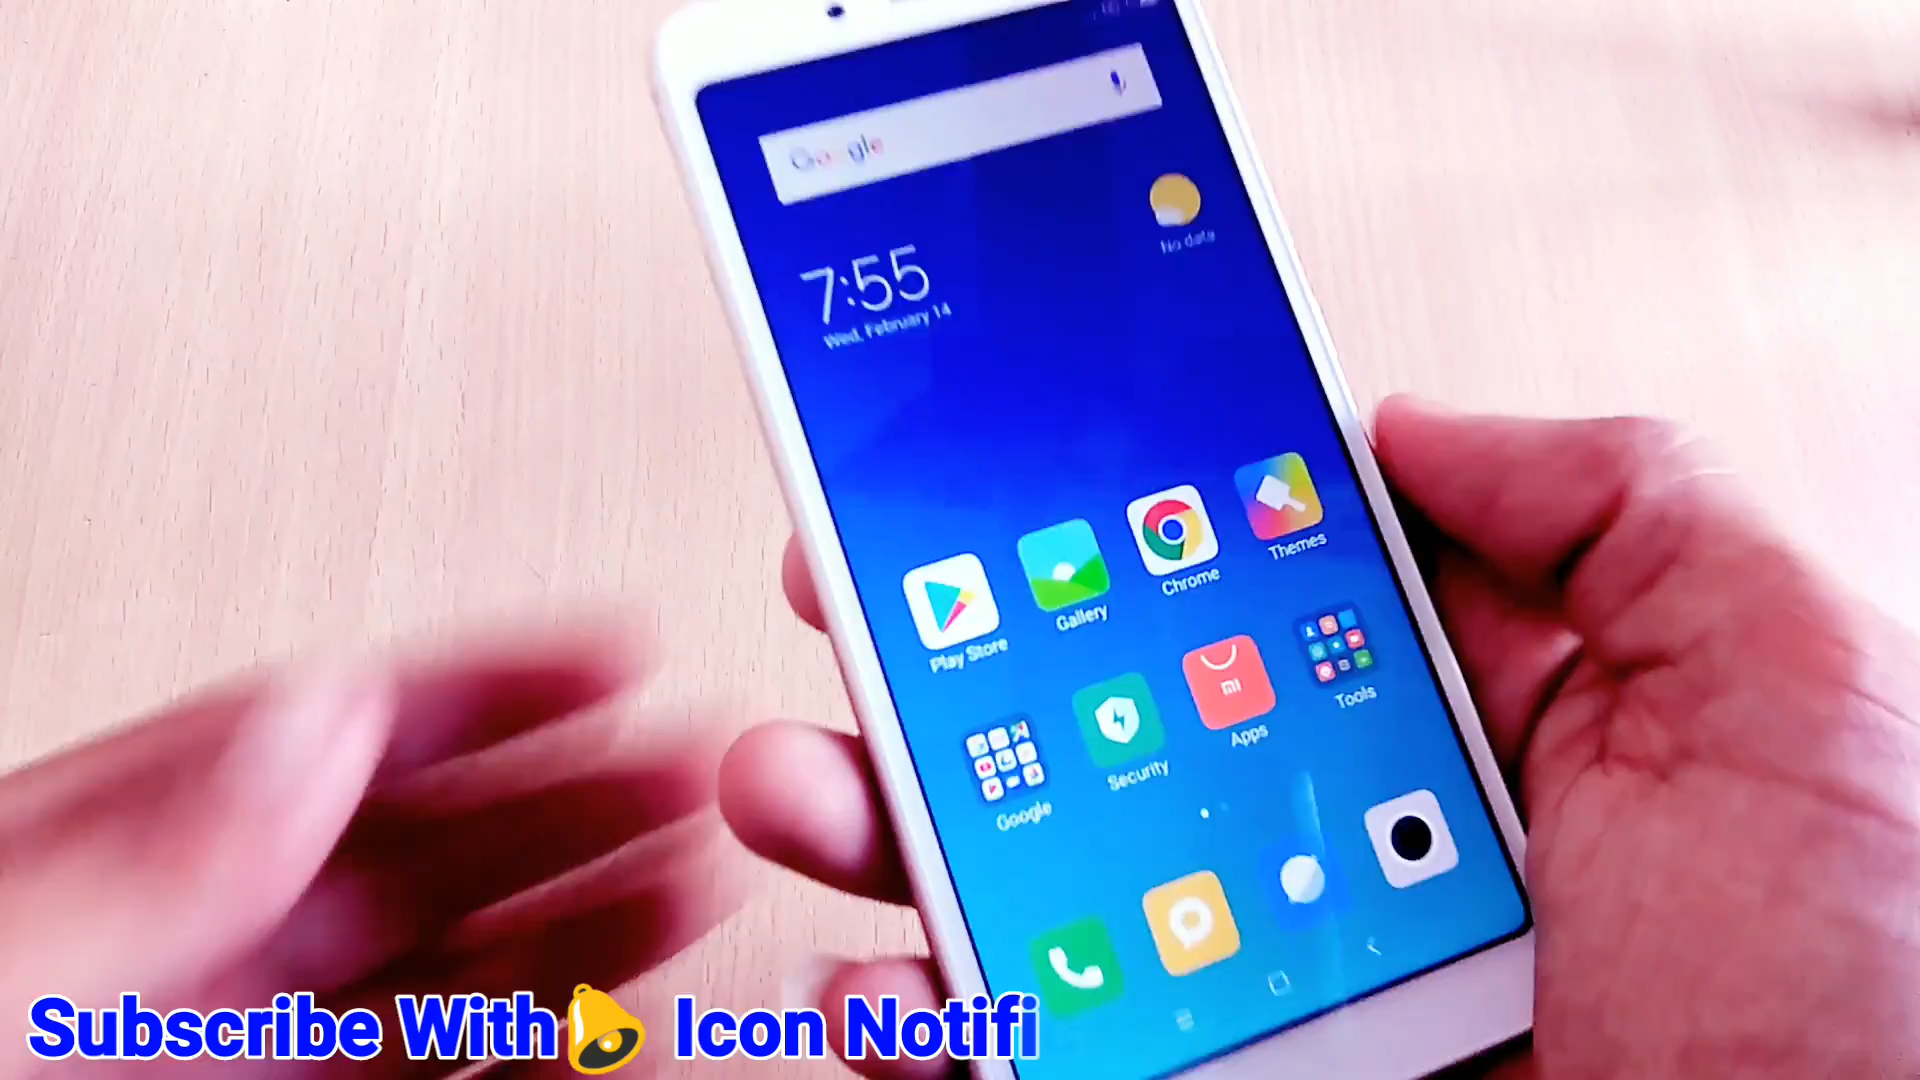 Google
No data
7:55
Wed, February 14
Play Store
Gallery
Chrome
Themes
Google
Security
mi
Apps
Tools
Subscribe With🔔 Icon Notifi